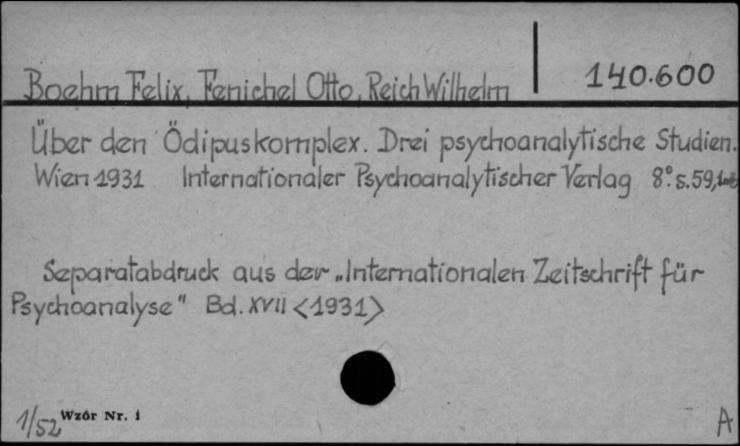 Boehm Felix, Fenichel Otto, Reich Wilhelm
140.600
Über den Ödipuskomplex. Drei psychoanalytische Studien.
Wien 1931 Internationaler Psychoanalytischer Verlag 8° s. 59,
Separatabdruck aus der „Internationalen Zeitschrift für
Psychoanalyse" Bd. XVII <1931>
1/52 Wzór Nr. 1
A